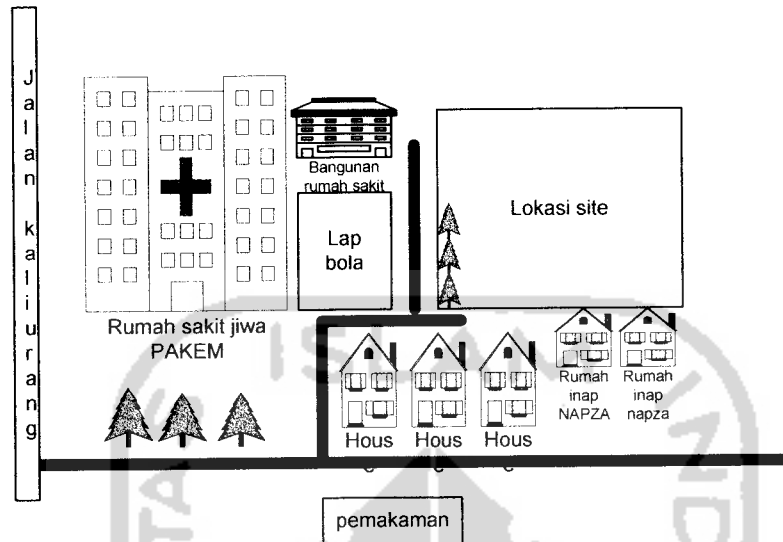 Jalan kaliurang
Bangunan
rumah sakit
Lokasi site
Lap
bola
Rumah sakit jiwa
PAKEM
Rumah
inap
NAPZA
Rumah
inap
napza
Hous
Hous
Hous
pemakaman
ISLAM